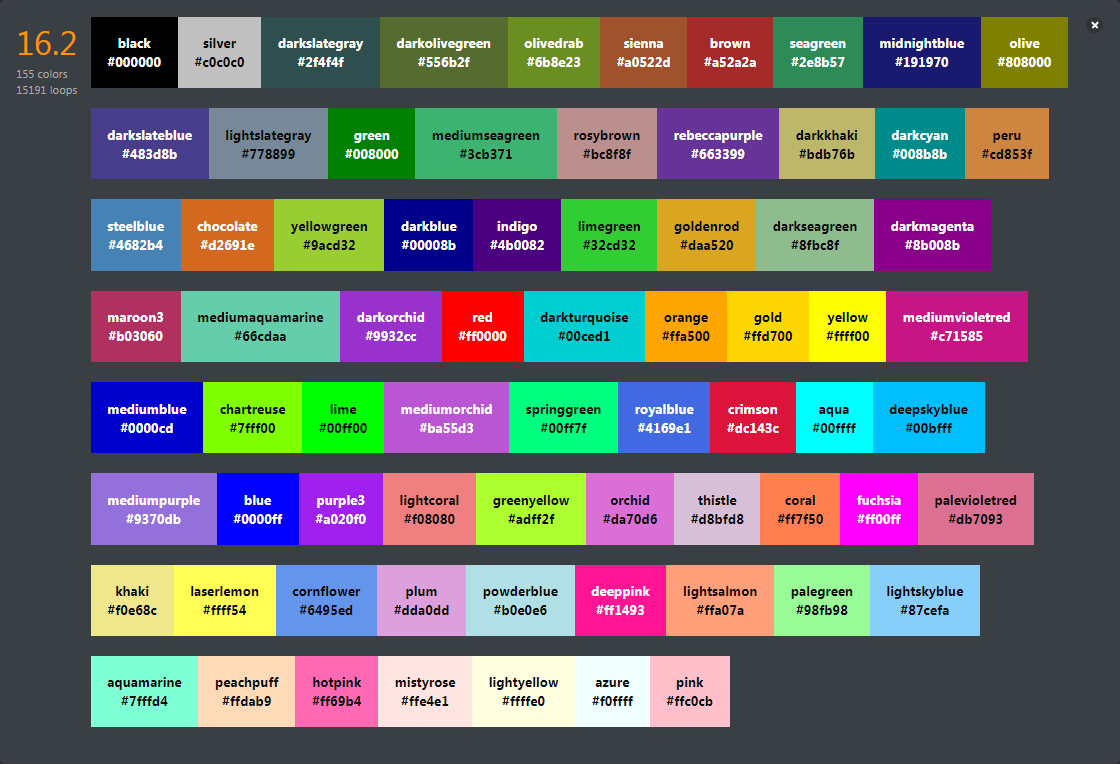 16.2
155 colors
15191 loops
black silver darkslategray darkolivegreen olivedrab sienna brown seagreen midnightblue olive
#000000 #c0c0c0 #2f4f4f #556b2f #6b8e23 #a0522d #a52a2a #2e8b57 #191970 #808000
darkslateblue lightslategray green mediumseagreen rosybrown rebeccapurple darkkhaki darkcyan peru
#483d8b #778899 #008000 #3cb371 #bc8f8f #663399 #bdb76b #008b8b #cd853f
steelblue chocolate yellowgreen darkblue indigo limegreen goldenrod darkseagreen darkmagenta
#4682b4 #d2691e #9acd32 #00008b #4b0082 #32cd32 #daa520 #8fbc8f #8b008b
maroon3 mediumaquamarine darkorchid red darkturquoise orange gold yellow mediumvioletred
#b03060 #66cdaa #9932cc #ff0000 #00ced1 #ffa500 #ffd700 #ffff00 #c71585
mediumblue chartreuse lime mediumorchid springgreen royalblue crimson aqua deepskyblue
#0000cd #7fff00 #00ff00 #ba55d3 #00ff7f #4169e1 #dc143c #00ffff #00bfff
mediumpurple blue purple3 lightcoral greenyellow orchid thistle coral fuchsia palevioletred
#9370db #0000ff #a020f0 #f08080 #adff2f #da70d6 #d8bfd8 #ff7f50 #ff00ff #db7093
khaki laserlemon cornflower plum powderblue deeppink lightsalmon palegreen lightskyblue
#f0e68c #ffff54 #6495ed #dda0dd #b0e0e6 #ff1493 #ffa07a #98fb98 #87cefa
aquamarine peachpuff hotpink mistyrose lightyellow azure pink
#7fffd4 #ffdab9 #ff69b4 #ffe4e1 #ffffe0 #f0ffff #ffc0cb